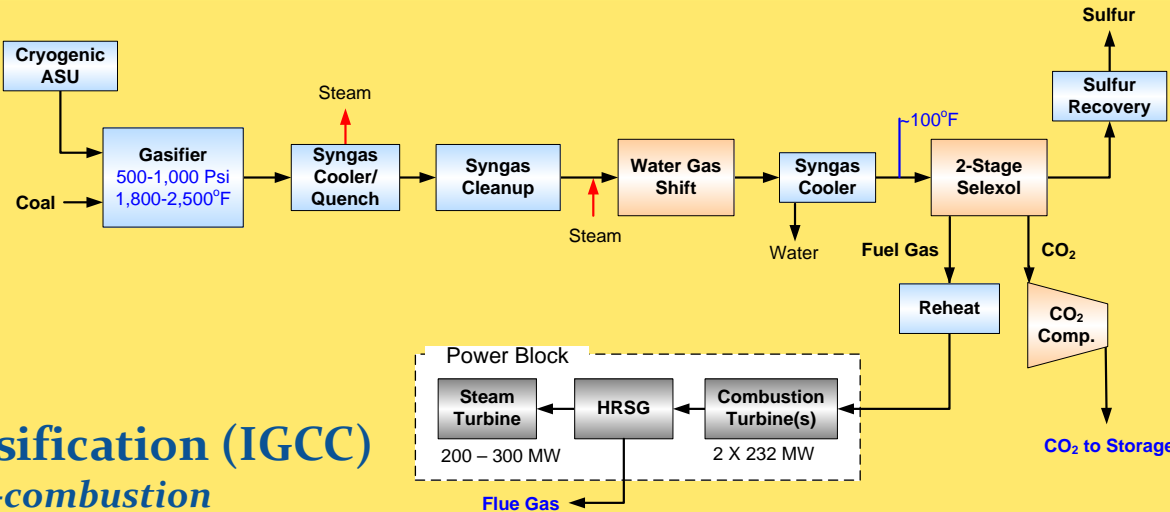 Sulfur
Cryogenic
ASU
Sulfur
Recovery
Steam
~100°F
Gasifier
500-1,000 Psi
1,800-2,500°F
Coal
Syngas
Cooler/
Quench
Syngas
Cleanup
Steam
Water Gas
Shift
Syngas
Cooler
Water
2-Stage
Selexol
Fuel Gas
CO₂
Reheat
CO₂
Comp.
CO₂ to Storage
Power Block
Steam
Turbine
200 – 300 MW
HRSG
Combustion
Turbine(s)
2 X 232 MW
Flue Gas
sification (IGCC)
-combustion